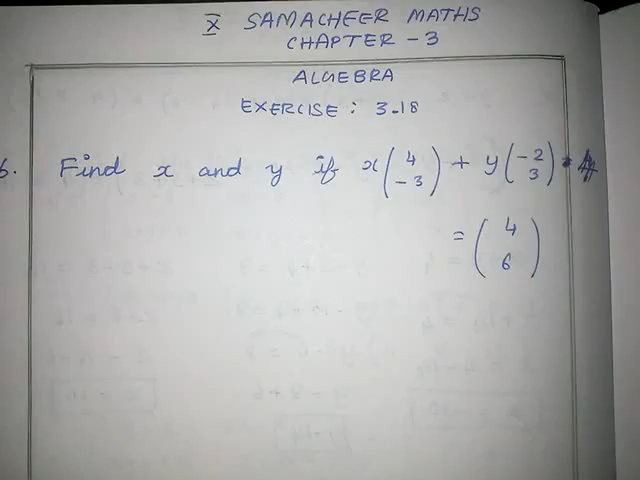 X SAMACHEER MATHS
CHAPTER - 3
ALGEBRA
EXERCISE : 3.18
6. Find x and y if x(4 -3) + y(-2 3)
= (4 6)